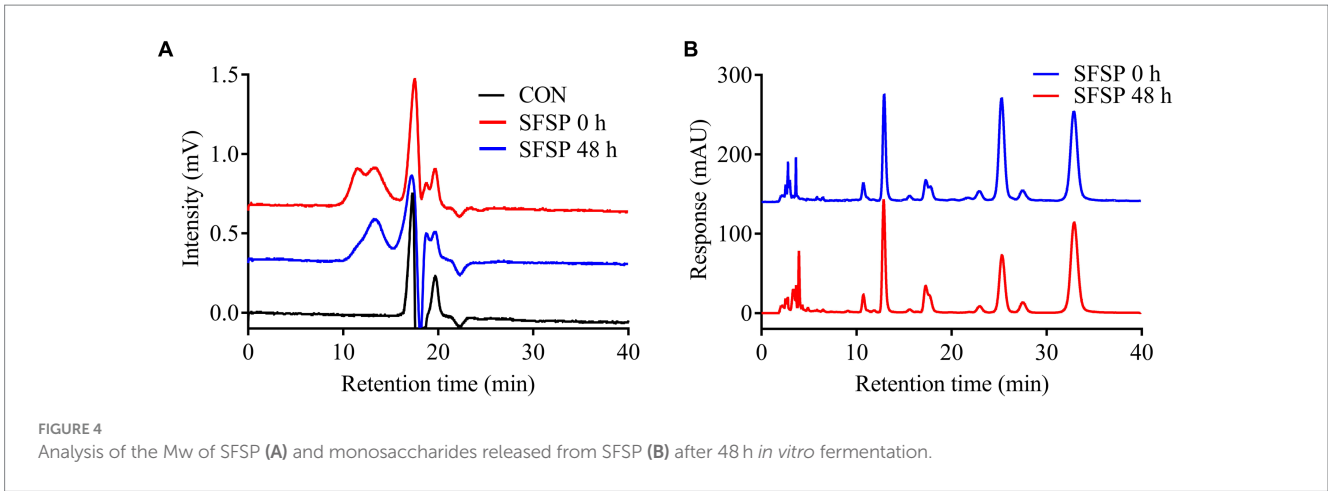 A
Intensity (mV)
1.5
1.0
0.5
0.0
CON
SFSP 0 h
SFSP 48 h
0
10
20
30
40
Retention time (min)
B
Response (mAU)
300
200
100
0
SFSP 0 h
SFSP 48 h
0
10
20
30
40
Retention time (min)
FIGURE 4
Analysis of the Mw of SFSP (A) and monosaccharides released from SFSP (B) after 48 h in vitro fermentation.